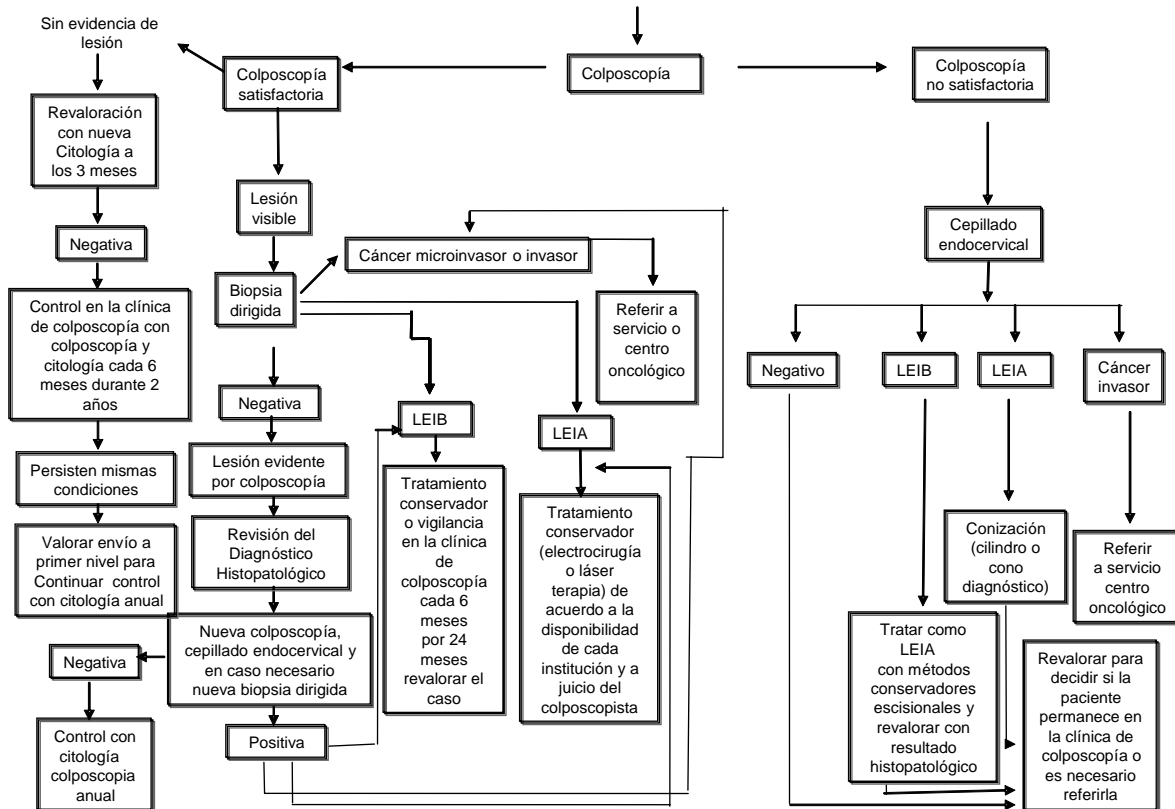 Sin evidencia de
lesión
Colposcopía
satisfactoria
Colposcopía
Colposcopía
no satisfactoria
Revaloración
con nueva
Citología a
los 3 meses
Lesión
visible
Cepillado
endocervical
Negativa
Cáncer microinvasor o invasor
Biopsia
dirigida
Referir a
servicio o
centro
oncológico
Control en la clínica
de colposcopía con
colposcopía y
citología cada 6
meses durante 2
años
Negativo
LEIB
LEIA
Cáncer
invasor
Negativa
LEIB
LEIA
Persisten mismas
condiciones
Lesión evidente
por colposcopía
Tratamiento
conservador
o vigilancia
en la clínica
de
colposcopía
cada 6
meses
por 24
meses
revalorar el
caso
Tratamiento
conservador
(electrocirugía
o láser
terapia) de
acuerdo a la
disponibilidad
de cada
institución y a
juicio del
colposcopista
Valorar envío a
primer nivel para
Continuar control
con citología anual
Revisión del
Diagnóstico
Histopatológico
Conización
(cilindro o
cono
diagnóstico)
Referir
a servicio
centro
oncológico
Nueva colposcopía,
cepillado endocervical y
en caso necesario
nueva biopsia dirigida
Negativa
Tratar como
LEIA
con métodos
conservadores
escisionales y
revalorar con
resultado
histopatológico
Revalorar para
decidir si la
paciente
permanece en
la clínica de
colposcopía o
es necesario
referirla
Control con
citología
colposcopia
anual
Positiva